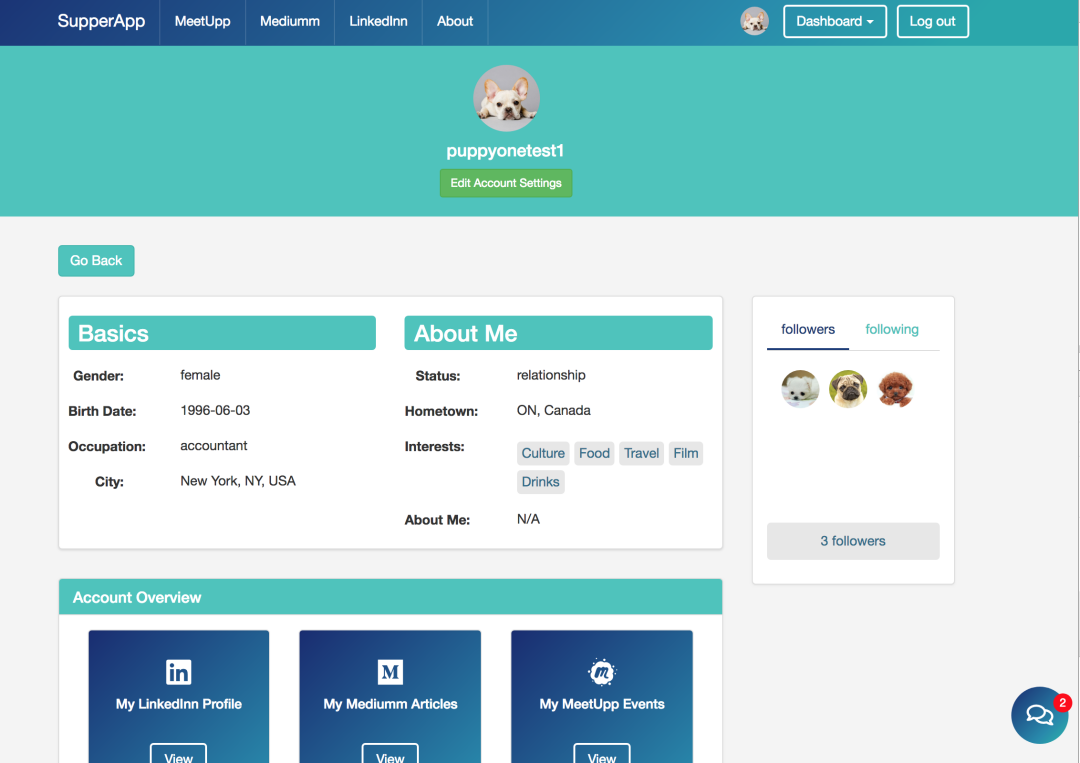 SupperApp MeetUpp Mediumm LinkedInn About Dashboard Log out
puppyonetest1
Edit Account Settings
Go Back
Basics
Gender: female
Birth Date: 1996-06-03
Occupation: accountant
City: New York, NY, USA
About Me
Status: relationship
Hometown: ON, Canada
Interests: Culture Food Travel Film
Drinks
About Me: N/A
followers following
3 followers
Account Overview
in
My LinkedInn Profile
View
M
My Mediumm Articles
View
m
My MeetUpp Events
View
2